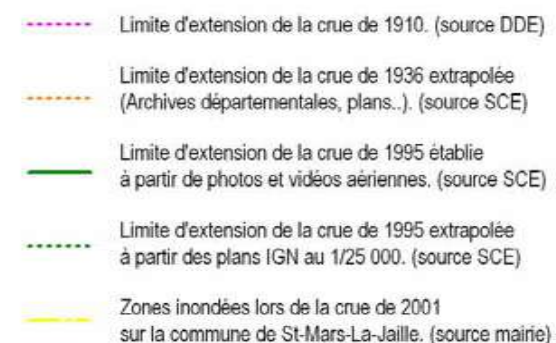 Limite d'extension de la crue de 1910. (source DDE)
Limite d'extension de la crue de 1936 extrapolée
(Archives départementales, plans..). (source SCE)
Limite d'extension de la crue de 1995 établie
à partir de photos et vidéos aériennes. (source SCE)
Limite d'extension de la crue de 1995 extrapolée
à partir des plans IGN au 1/25 000. (source SCE)
Zones inondées lors de la crue de 2001
sur la commune de St-Mars-La-Jaille. (source mairie)